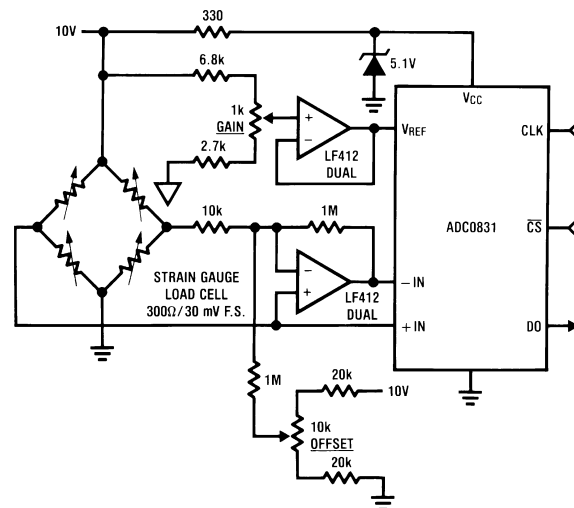 330
10V
6.8k
5.1V
1k
GAIN
2.7k
+
−
LF412
DUAL
VCC
VREF
CLK
ADC0831
CS
DO
−IN
+IN
10k
1M
−
+
LF412
DUAL
STRAIN GAUGE
LOAD CELL
300Ω/30 mV F.S.
1M
20k
10V
10k
OFFSET
20k